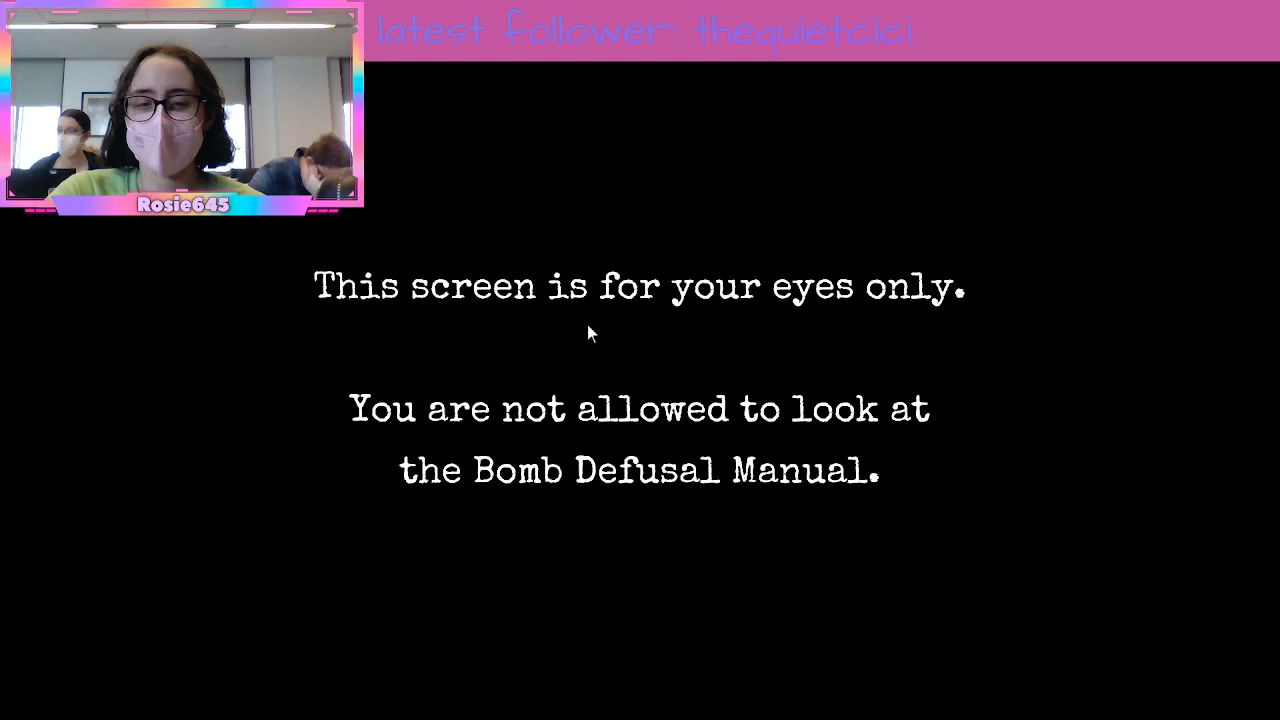 latest follower: thequietcici
Rosie645
This screen is for your eyes only.
You are not allowed to look at
the Bomb Defusal Manual.